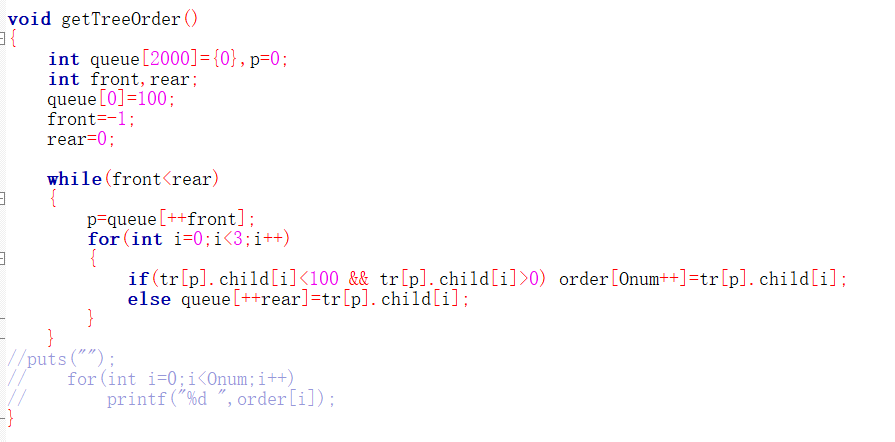 void getTreeOrder()
{
    int queue[2000]={0},p=0;
    int front,rear;
    queue[0]=100;
    front=-1;
    rear=0;
    while(front<rear)
    {
        p=queue[++front];
        for(int i=0;i<3;i++)
        {
            if(tr[p].child[i]<100 && tr[p].child[i]>0) order[Onum++]=tr[p].child[i];
            else queue[++rear]=tr[p].child[i];
        }
    }
//puts("");
//    for(int i=0;i<Onum;i++)
//        printf("%d ",order[i]);
}